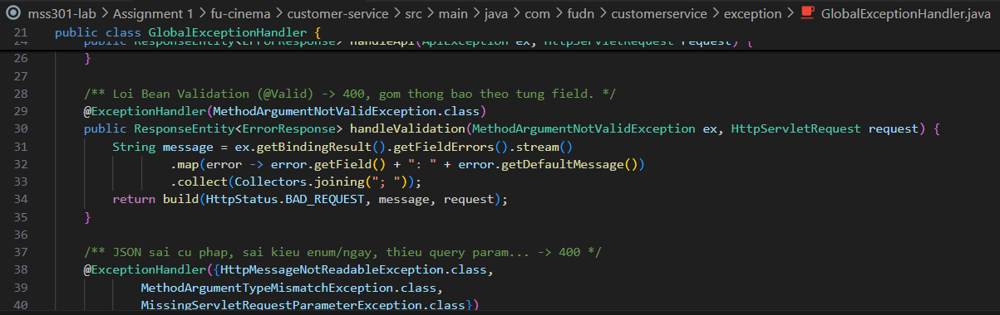 mss301-lab > Assignment 1 > fu-cinema > customer-service > src > main > java > com > fudn > customerservice > exception > GlobalExceptionHandler.java
21 public class GlobalExceptionHandler {
24 public ResponseEntity<ErrorResponse> handleApi(ApiException ex, HttpServletRequest request) {
26 }
27
28 /** Loi Bean Validation (@Valid) -> 400, gom thong bao theo tung field. */
29 @ExceptionHandler(MethodArgumentNotValidException.class)
30 public ResponseEntity<ErrorResponse> handleValidation(MethodArgumentNotValidException ex, HttpServletRequest request) {
31 String message = ex.getBindingResult().getFieldErrors().stream()
32 .map(error -> error.getField() + ": " + error.getDefaultMessage())
33 .collect(Collectors.joining("; "));
34 return build(HttpStatus.BAD_REQUEST, message, request);
35 }
36
37 /** JSON sai cu phap, sai kieu enum/ngay, thieu query param... -> 400 */
38 @ExceptionHandler({HttpMessageNotReadableException.class,
39 MethodArgumentTypeMismatchException.class,
40 MissingServletRequestParameterException.class})